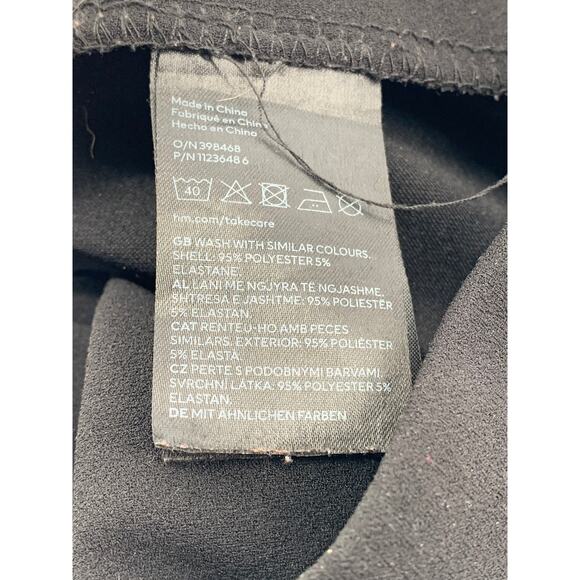 Made in China
Fabriqué en Chine
Hecho en China
O/N 398468
P/N 1123648 6
40
hm.com/takecare
GB WASH WITH SIMILAR COLOURS.
SHELL: 95% POLYESTER 5%
ELASTANE
AL LANI ME NGJYRA TË NGJASHME.
SHTRESA E JASHTME: 95% POLIESTËR
5% ELASTAN
CAT RENTEU-HO AMB PECES
SIMILARS. EXTERIOR: 95% POLIÈSTER
5% ELASTÀ
CZ PERTE S PODOBNÝMI BARVAMI.
SVRCHNÍ LÁTKA: 95% POLYESTER 5%
ELASTAN
DE MIT ÄHNLICHEN FARBEN